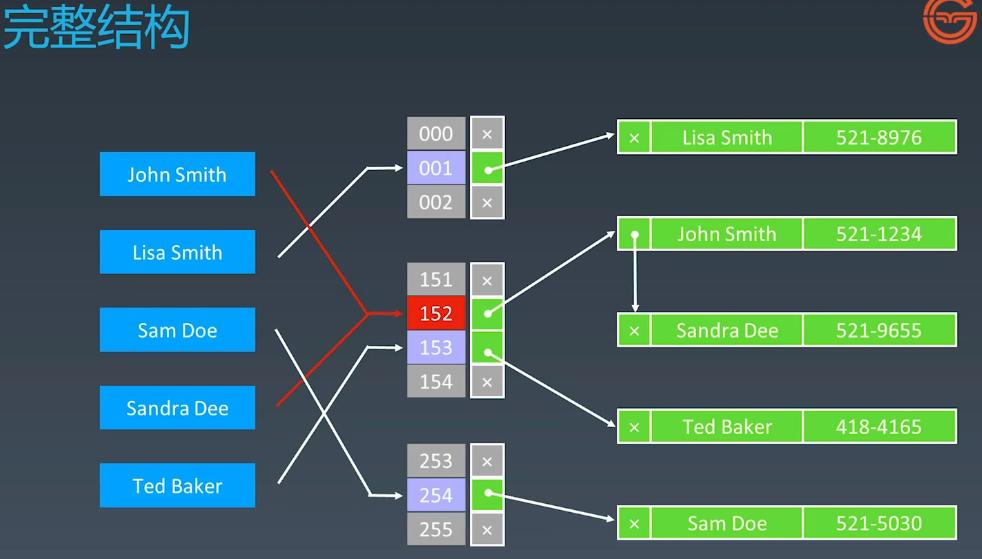 完整结构
John Smith
Lisa Smith
Sam Doe
Sandra Dee
Ted Baker
000 ×
001
002 ×
151 ×
152
153
154 ×
253 ×
254
255 ×
× Lisa Smith 521-8976
John Smith 521-1234
× Sandra Dee 521-9655
× Ted Baker 418-4165
× Sam Doe 521-5030